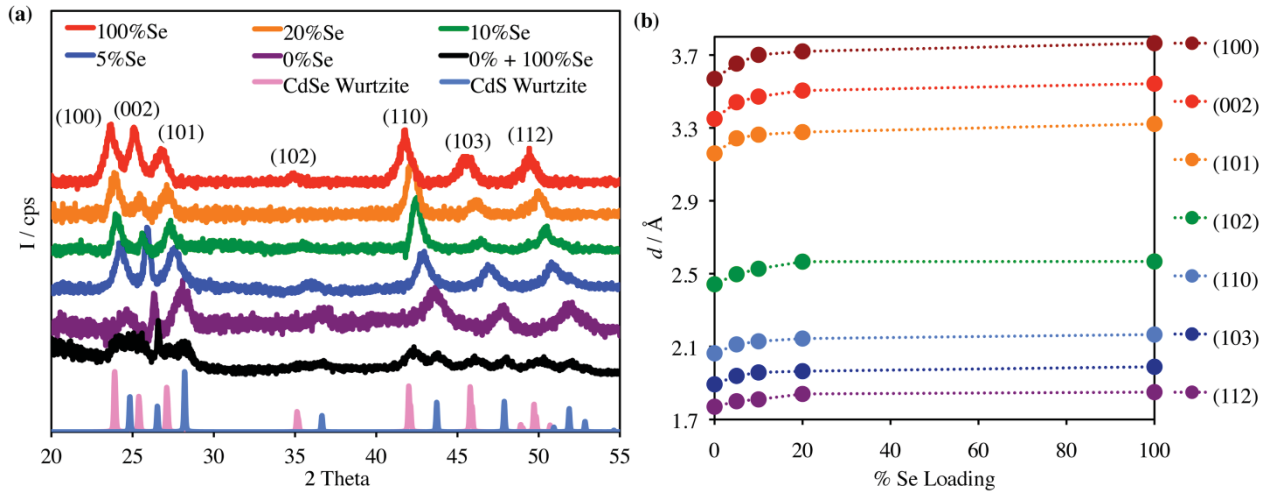 (a)
100%Se 20%Se 10%Se
5%Se 0%Se 0% + 100%Se
CdSe Wurtzite CdS Wurtzite
(100) (002) (101) (102) (110) (103) (112)
I / cps
20 25 30 35 40 45 50 55
2 Theta
(b)
3.7
3.3
2.9
2.5
2.1
1.7
d / Å
0 20 40 60 80 100
% Se Loading
(100)
(002)
(101)
(102)
(110)
(103)
(112)